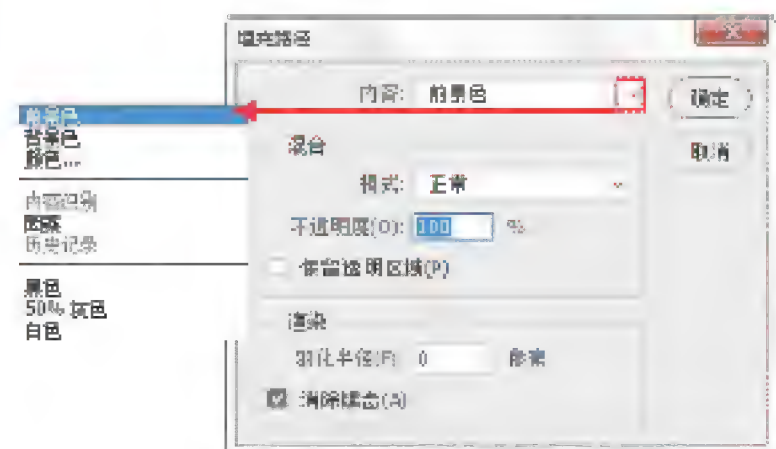 填充路径
内容: 前景色
确定
前景色
背景色
颜色...
混合
取消
内容识别
模式: 正常
图案
不透明度(O): 100 %
历史记录
保留透明区域(P)
黑色
50% 灰色
白色
渲染
羽化半径(F): 0 像素
消除锯齿(A)